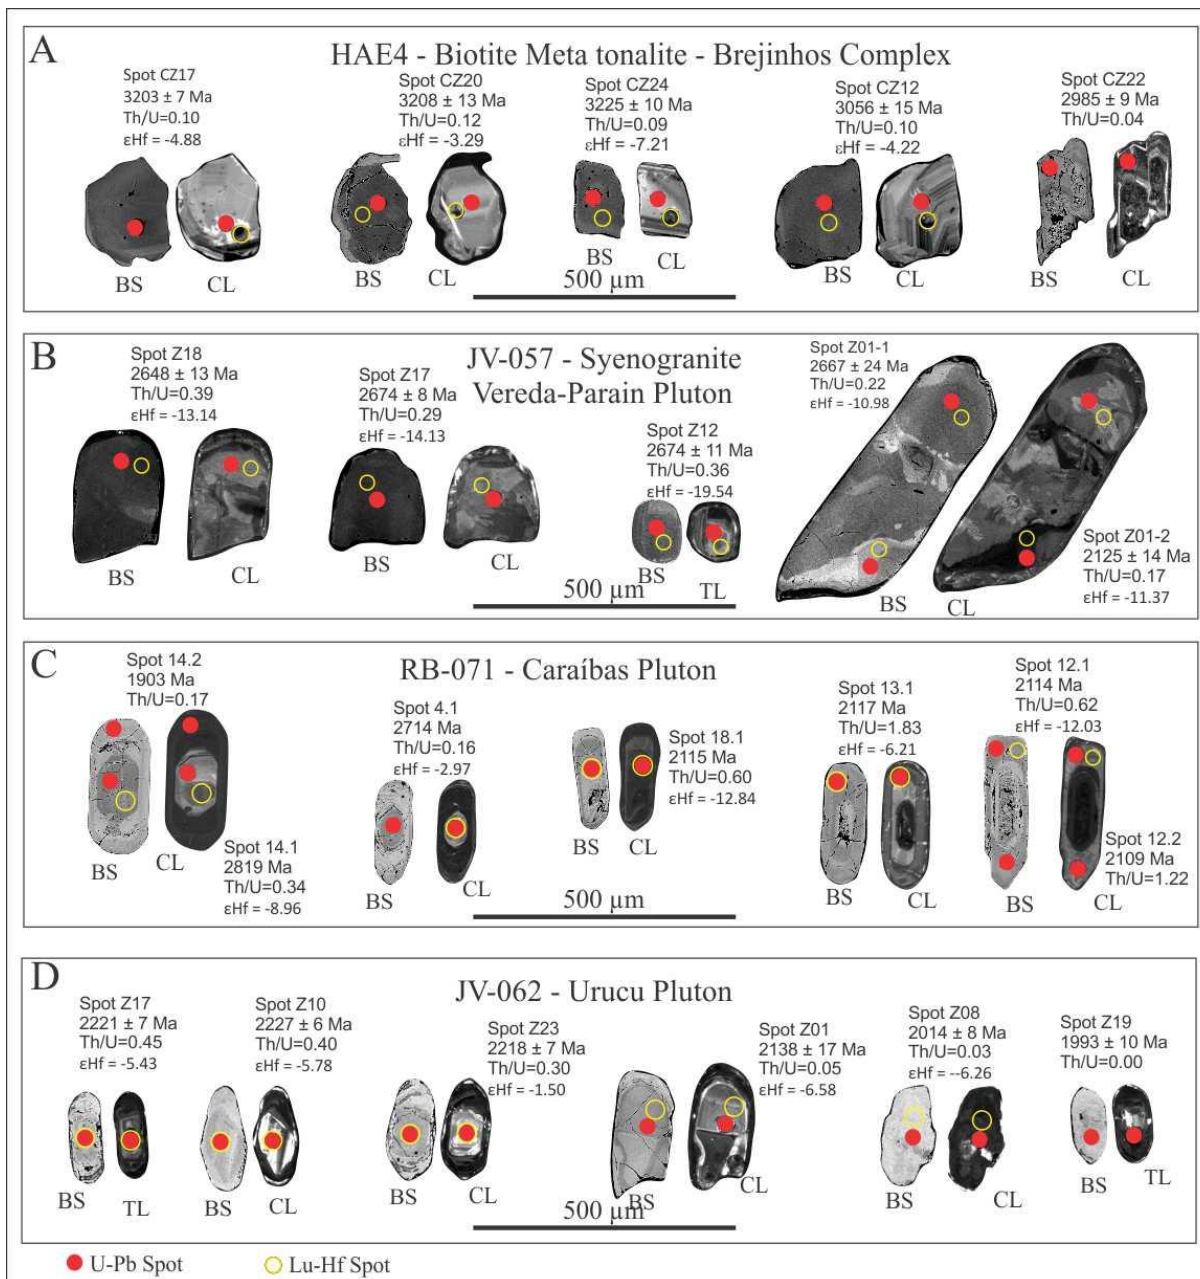 A
HAE4 - Biotite Meta tonalite - Brejinhos Complex
Spot CZ17
3203 ± 7 Ma
Th/U=0.10
εHf = -4.88
BS
CL
Spot CZ20
3208 ± 13 Ma
Th/U=0.12
εHf = -3.29
BS
CL
Spot CZ24
3225 ± 10 Ma
Th/U=0.09
εHf = -7.21
BS
CL
Spot CZ12
3056 ± 15 Ma
Th/U=0.10
εHf = -4.22
BS
CL
Spot CZ22
2985 ± 9 Ma
Th/U=0.04
BS
CL
500 µm
B
JV-057 - Syenogranite
Vereda-Parain Pluton
Spot Z18
2648 ± 13 Ma
Th/U=0.39
εHf = -13.14
BS
CL
Spot Z17
2674 ± 8 Ma
Th/U=0.29
εHf = -14.13
BS
CL
Spot Z12
2674 ± 11 Ma
Th/U=0.36
εHf = -19.54
BS
TL
Spot Z01-1
2667 ± 24 Ma
Th/U=0.22
εHf = -10.98
Spot Z01-2
2125 ± 14 Ma
Th/U=0.17
εHf = -11.37
BS
CL
500 µm
C
RB-071 - Caraíbas Pluton
Spot 14.2
1903 Ma
Th/U=0.17
Spot 14.1
2819 Ma
Th/U=0.34
εHf = -8.96
BS
CL
Spot 4.1
2714 Ma
Th/U=0.16
εHf = -2.97
BS
CL
Spot 18.1
2115 Ma
Th/U=0.60
εHf = -12.84
BS
CL
Spot 13.1
2117 Ma
Th/U=1.83
εHf = -6.21
BS
CL
Spot 12.1
2114 Ma
Th/U=0.62
εHf = -12.03
Spot 12.2
2109 Ma
Th/U=1.22
BS
CL
500 µm
D
JV-062 - Urucu Pluton
Spot Z17
2221 ± 7 Ma
Th/U=0.45
εHf = -5.43
BS
TL
Spot Z10
2227 ± 6 Ma
Th/U=0.40
εHf = -5.78
BS
CL
Spot Z23
2218 ± 7 Ma
Th/U=0.30
εHf = -1.50
BS
CL
Spot Z01
2138 ± 17 Ma
Th/U=0.05
εHf = -6.58
BS
CL
Spot Z08
2014 ± 8 Ma
Th/U=0.03
εHf = --6.26
BS
CL
Spot Z19
1993 ± 10 Ma
Th/U=0.00
BS
TL
500 µm
U-Pb Spot
Lu-Hf Spot